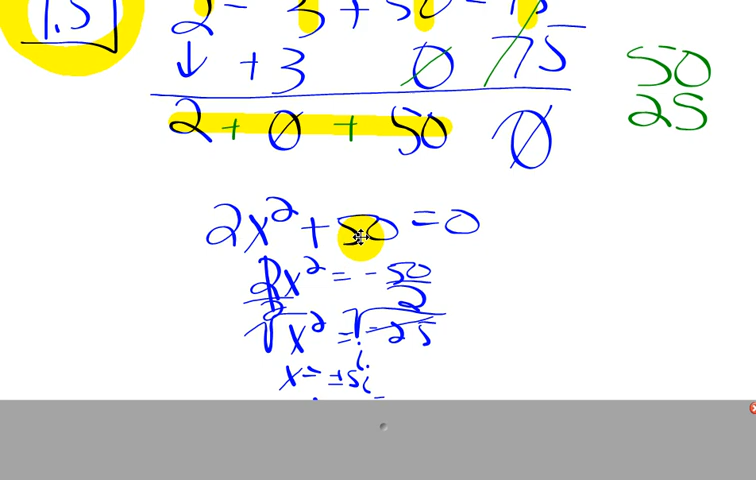 1.5 2 - 3 + 50 - 75
↓ + 3 0 75 50
2 + 0 + 50 0 25
2x² + 50 = 0
2x²/2 = -50/2
√x² = √-25
i
x = ±5i